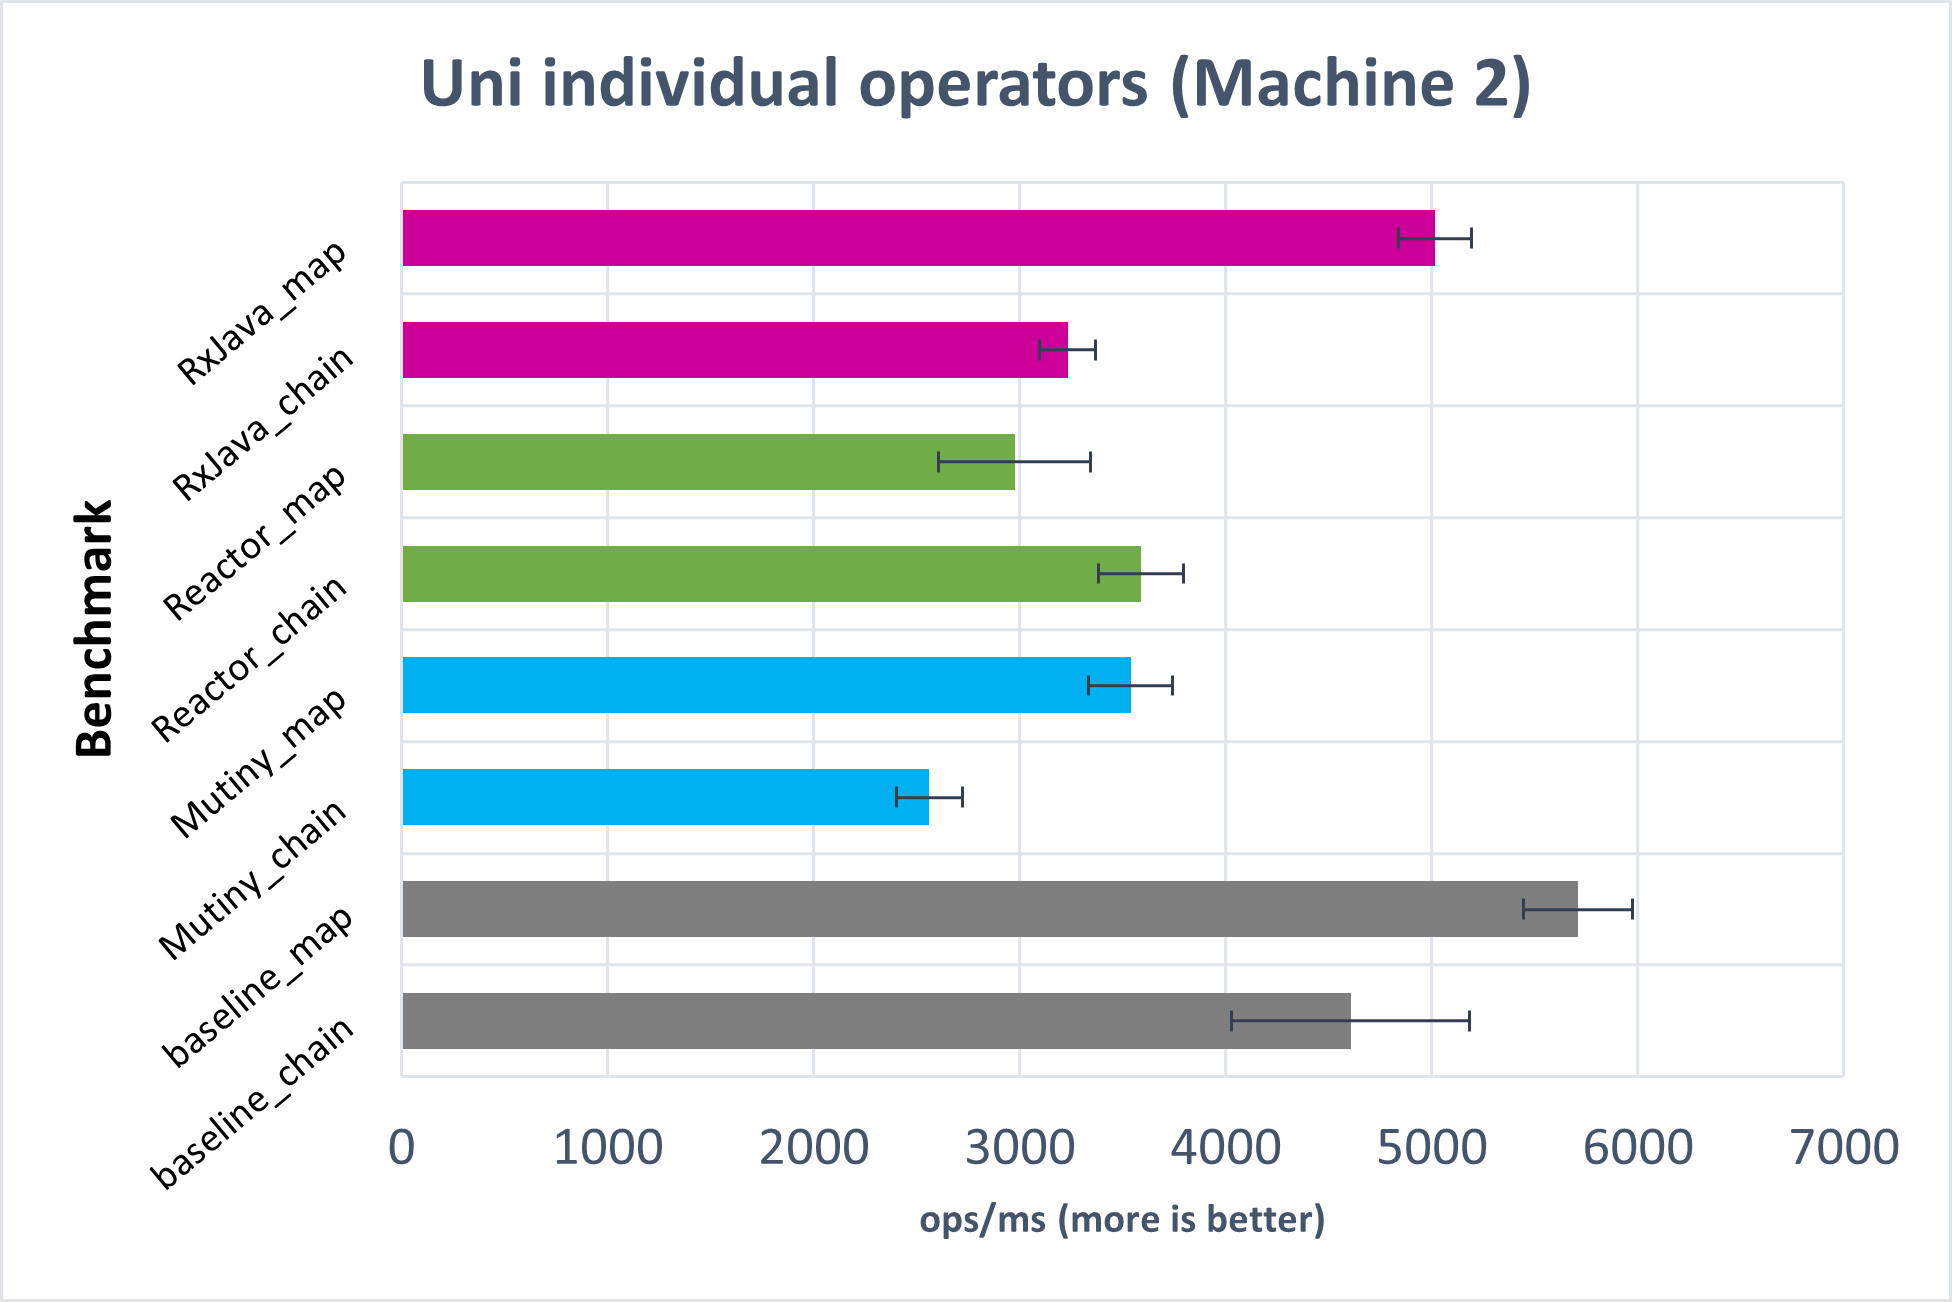 Uni individual operators (Machine 2)
Benchmark
RxJava_map
RxJava_chain
Reactor_map
Reactor_chain
Mutiny_map
Mutiny_chain
baseline_map
baseline_chain
0 1000 2000 3000 4000 5000 6000 7000
ops/ms (more is better)